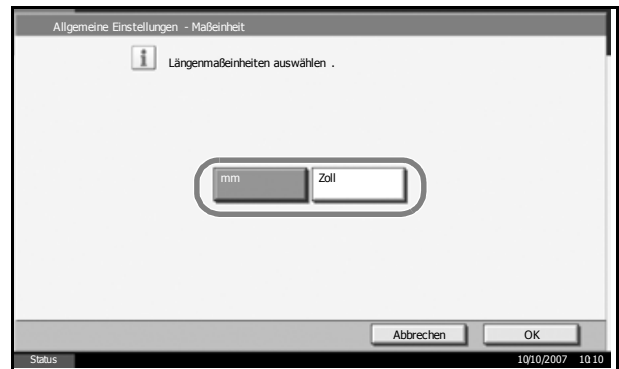 Allgemeine Einstellungen - Maßeinheit
i
Längenmaßeinheiten auswählen .
mm
Zoll
Abbrechen
OK
Status
10/10/2007 10:10